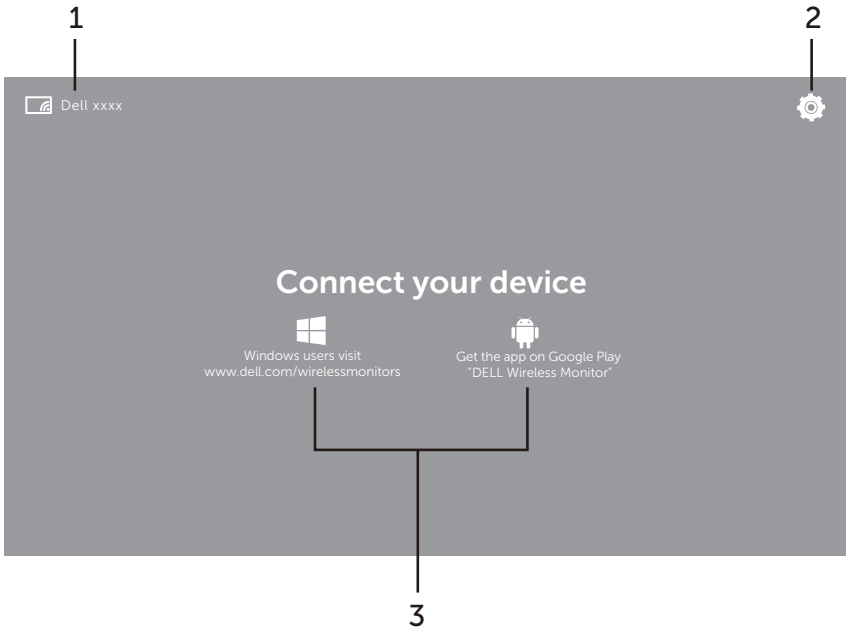 1
2
Dell xxxx
Connect your device
Windows users visit
www.dell.com/wirelessmonitors
Get the app on Google Play
"DELL Wireless Monitor"
3